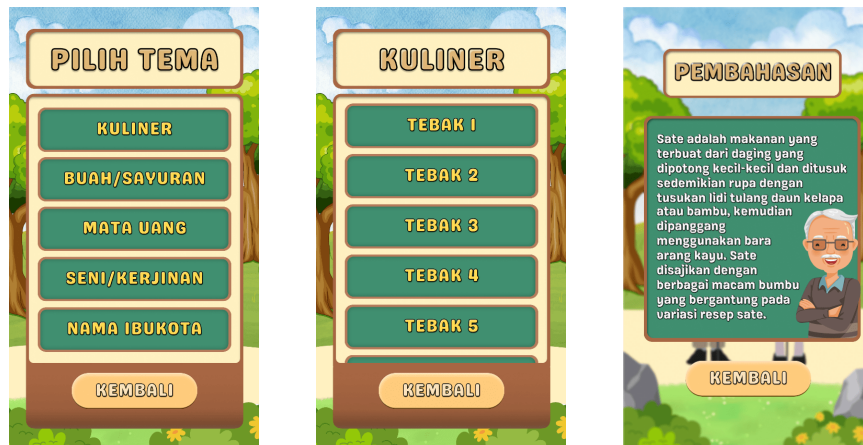 PILIH TEMA
KULINER
BUAH/SAYURAN
MATA UANG
SENI/KERJINAN
NAMA IBUKOTA
KEMBALI
KULINER
TEBAK 1
TEBAK 2
TEBAK 3
TEBAK 4
TEBAK 5
KEMBALI
PEMBAHASAN
Sate adalah makanan yang
terbuat dari daging yang
dipotong kecil-kecil dan ditusuk
sedemikian rupa dengan
tusukan lidi tulang daun kelapa
atau bambu, kemudian
dipanggang
menggunakan bara
arang kayu. Sate
disajikan dengan
berbagai macam bumbu
yang bergantung pada
variasi resep sate.
KEMBALI